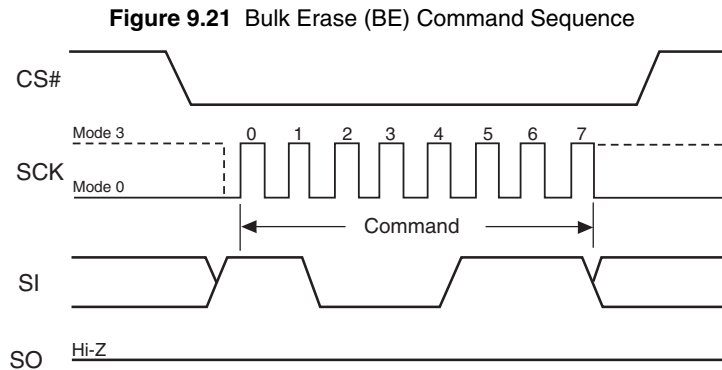 Figure 9.21 Bulk Erase (BE) Command Sequence
CS#
Mode 3
0 1 2 3 4 5 6 7
SCK
Mode 0
Command
SI
Hi-Z
SO